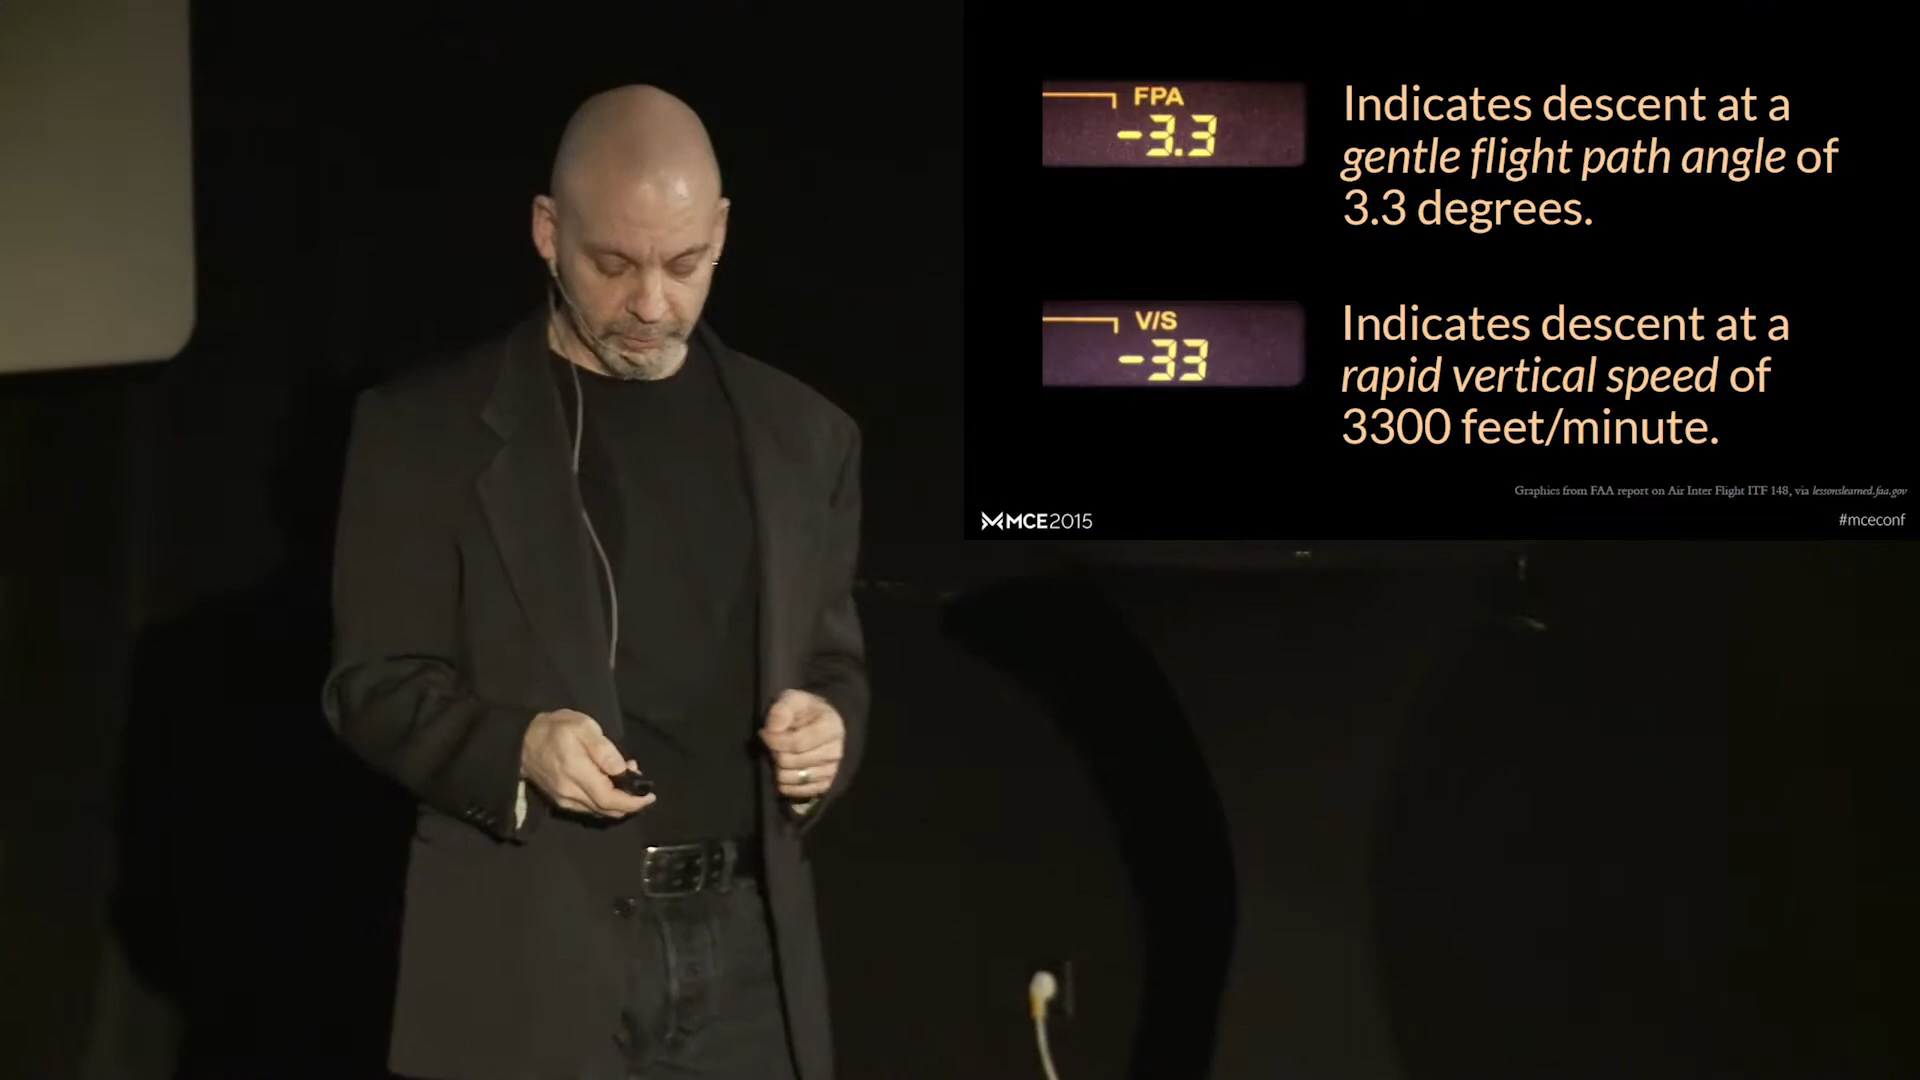 FPA
-3.3
Indicates descent at a
gentle flight path angle of
3.3 degrees.
V/S
-33
Indicates descent at a
rapid vertical speed of
3300 feet/minute.
Graphics from FAA report on Air Inter Flight ITF 148, via lessonslearned.faa.gov
MCE2015
#mceconf